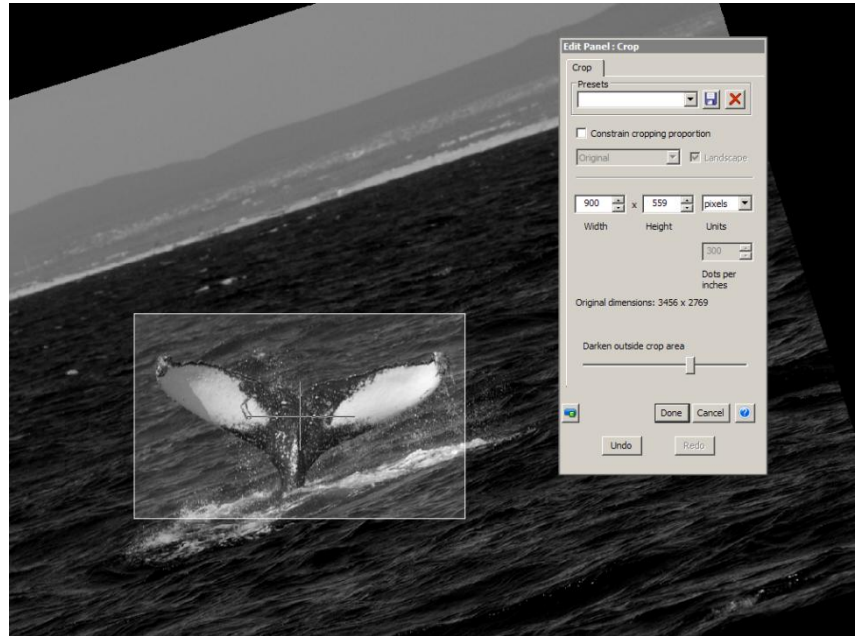 Edit Panel : Crop
Crop
Presets
Constrain cropping proportion
Original
Landscape
900 x 559 pixels
Width Height Units
300
Dots per
inches
Original dimensions: 3456 x 2769
Darken outside crop area
Done Cancel
Undo Redo